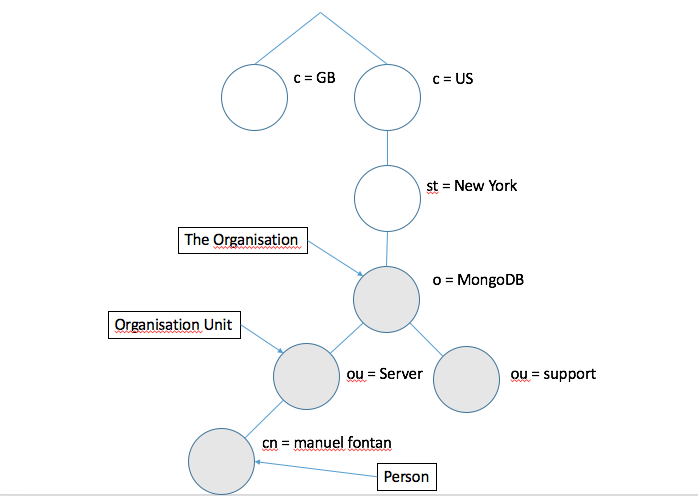 c = GB
c = US
st = New York
The Organisation
o = MongoDB
Organisation Unit
ou = Server
ou = support
cn = manuel fontan
Person